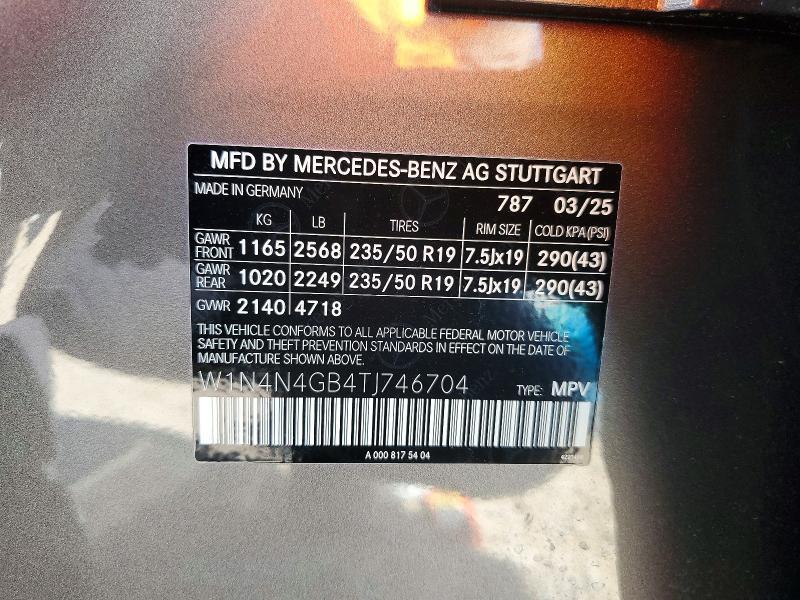 MFD BY MERCEDES-BENZ AG STUTTGART
MADE IN GERMANY
787 03/25
KG LB TIRES RIM SIZE COLD KPA(PSI)
GAWR FRONT 1165 2568 235/50 R19 7.5Jx19 290(43)
GAWR REAR 1020 2249 235/50 R19 7.5Jx19 290(43)
GVWR 2140 4718
THIS VEHICLE CONFORMS TO ALL APPLICABLE FEDERAL MOTOR VEHICLE
SAFETY AND THEFT PREVENTION STANDARDS IN EFFECT ON THE DATE OF
MANUFACTURE SHOWN ABOVE.
W1N4N4GB4TJ746704 TYPE: MPV
A 000 817 54 04